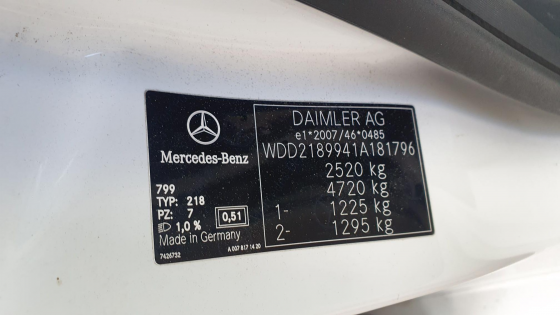 Mercedes-Benz
799
TYP: 218
PZ: 7
1,0 %
0,51
Made in Germany
7426732
A 007 817 14 20
DAIMLER AG
e1*2007/46*0485
WDD2189941A181796
2520 kg
4720 kg
1- 1225 kg
2- 1295 kg